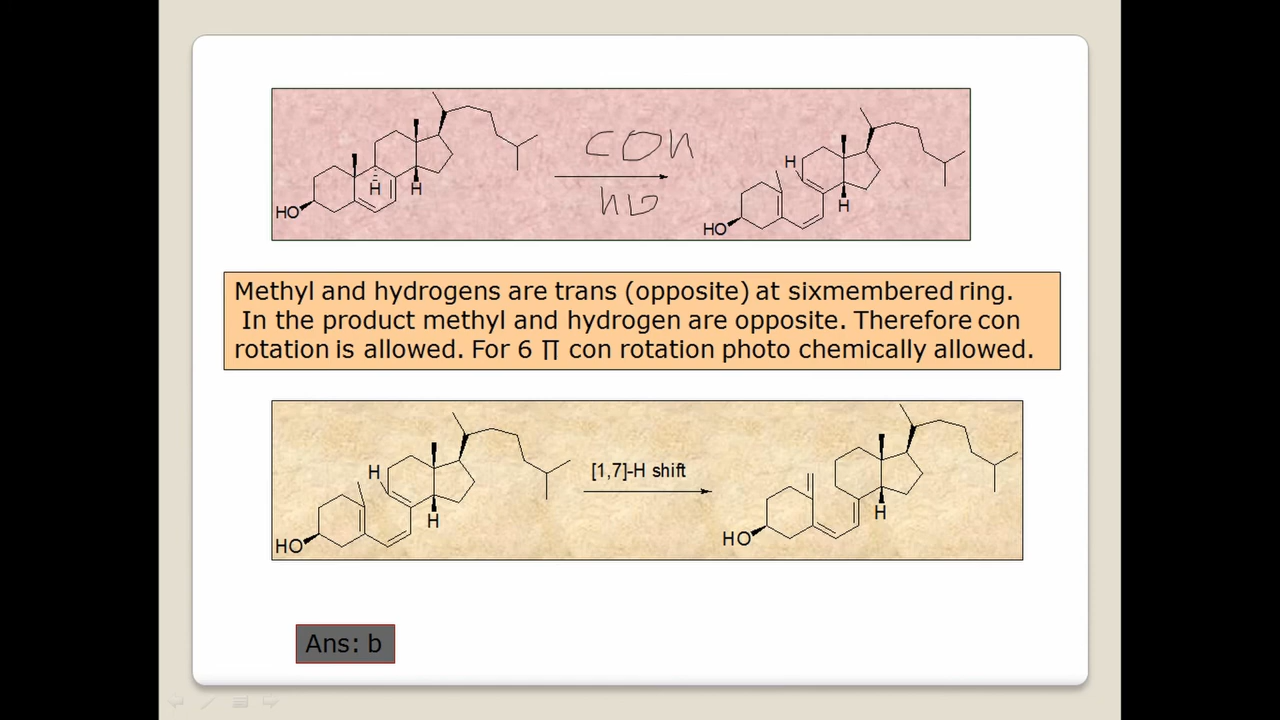 con
hυ
H
H
HO
H
H
HO
Methyl and hydrogens are trans (opposite) at sixmembered ring.
In the product methyl and hydrogen are opposite. Therefore con
rotation is allowed. For 6 Π con rotation photo chemically allowed.
[1,7]-H shift
H
H
HO
H
HO
Ans: b